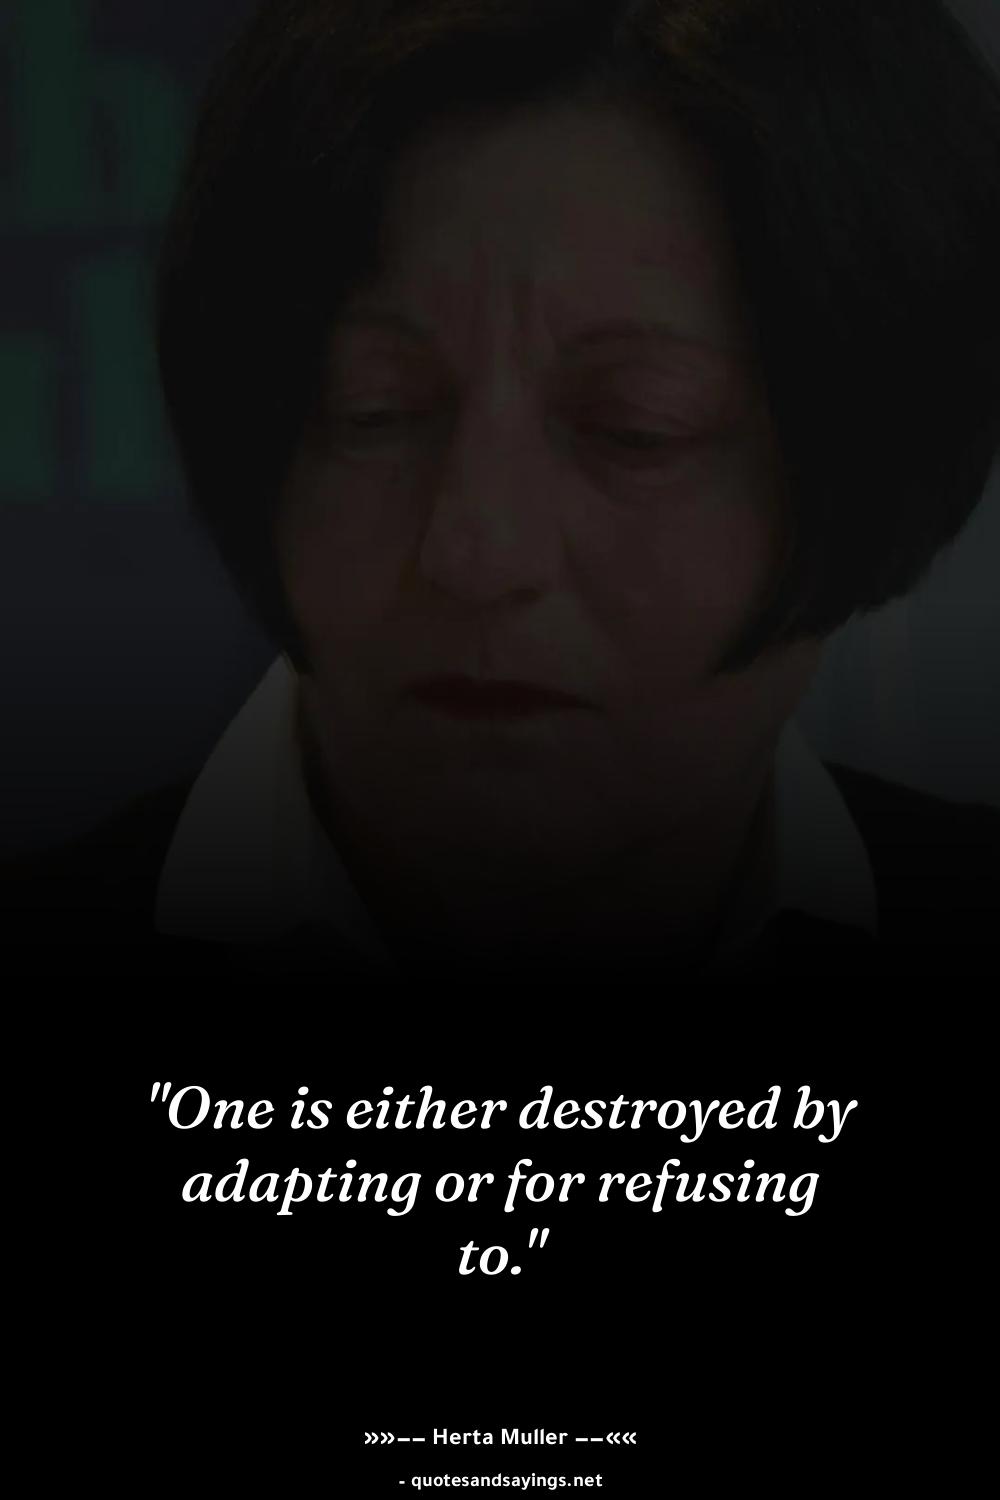 "One is either destroyed by
adapting or for refusing
to."
»»–– Herta Muller ––««
- quotesandsayings.net